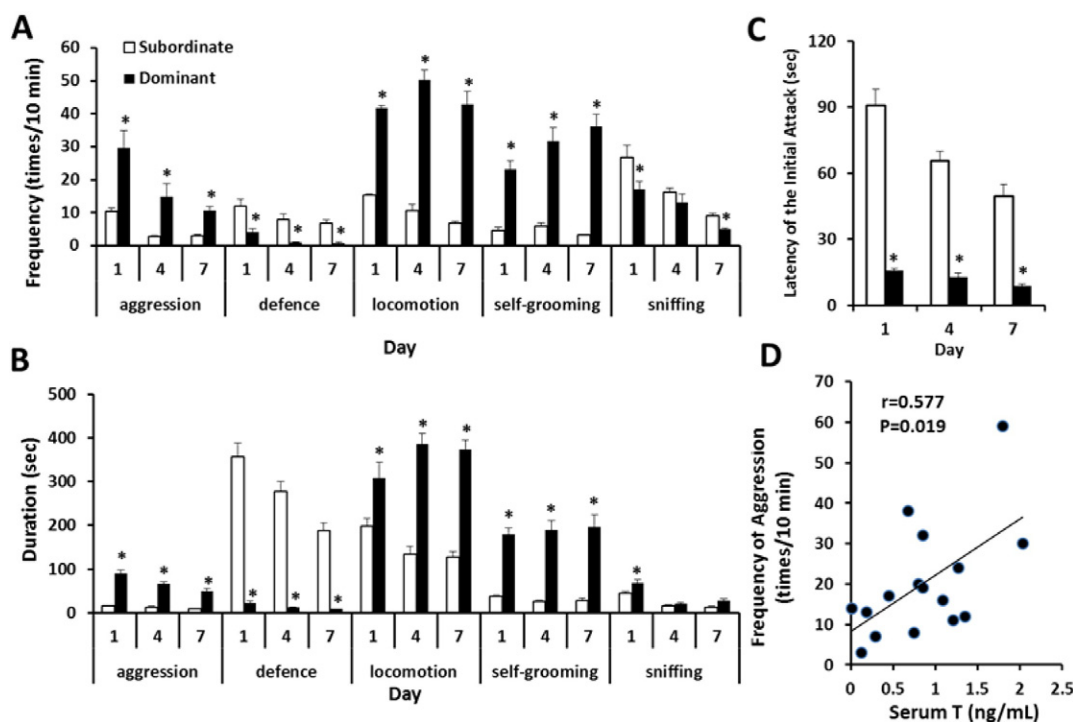 A
Frequency (times/10 min)
60
50
40
30
20
10
0
Subordinate
Dominant
* * * * * * * * * * * * * *
1 4 7 1 4 7 1 4 7 1 4 7 1 4 7
aggression defence locomotion self-grooming sniffing
Day
B
Duration (sec)
500
400
300
200
100
0
* * * * * * * * * * * * *
1 4 7 1 4 7 1 4 7 1 4 7 1 4 7
aggression defence locomotion self-grooming sniffing
Day
C
Latency of the Initial Attack (sec)
120
90
60
30
0
* * *
1 4 7
Day
D
Frequency of Aggression
(times/10 min)
70
60
50
40
30
20
10
0
r=0.577
P=0.019
0 0.5 1 1.5 2 2.5
Serum T (ng/mL)